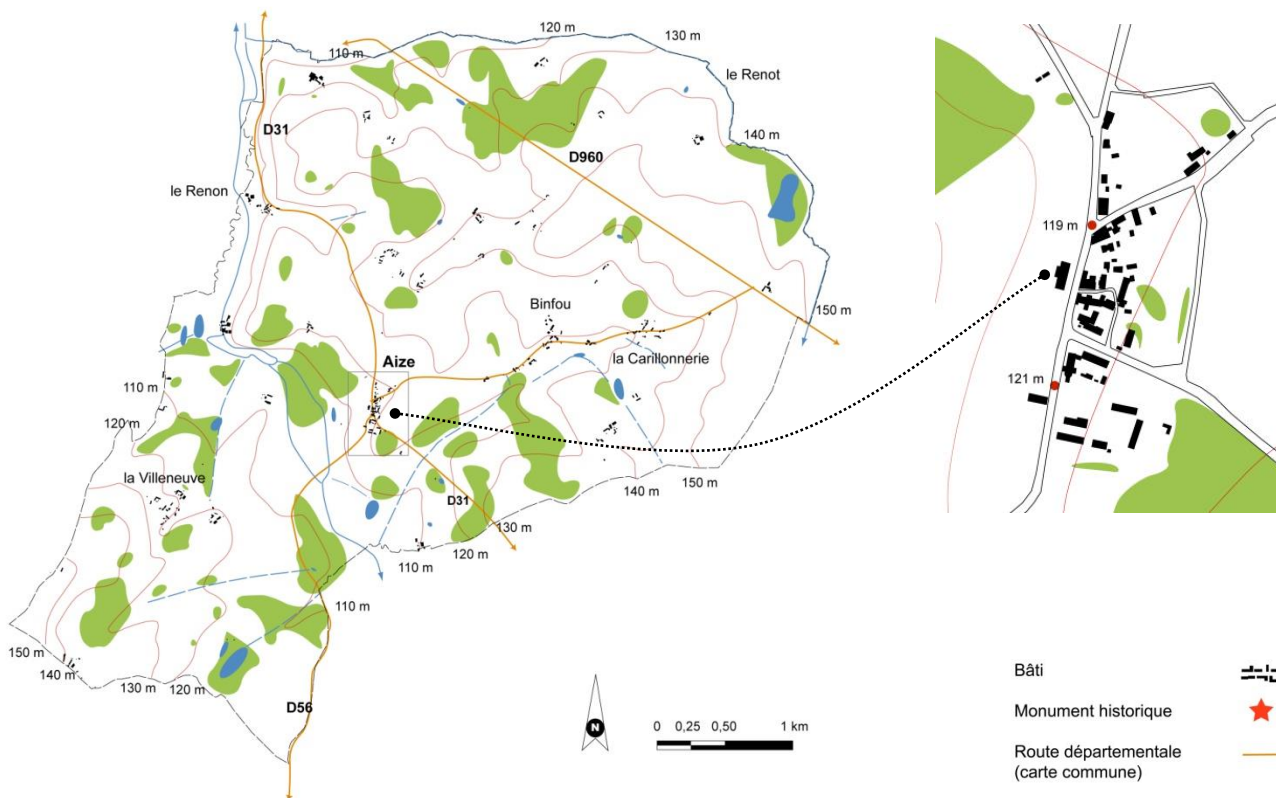 120 m
130 m
110 m
le Renot
D31
140 m
D960
le Renon
119 m
Binfou
150 m
la Carillonnerie
Aize
110 m
121 m
120 m
la Villeneuve
140 m
150 m
D31
130 m
120 m
110 m
110 m
150 m
140 m
130 m
120 m
D56
N
0 0,25 0,50 1 km
Bâti
Monument historique
Route départementale
(carte commune)